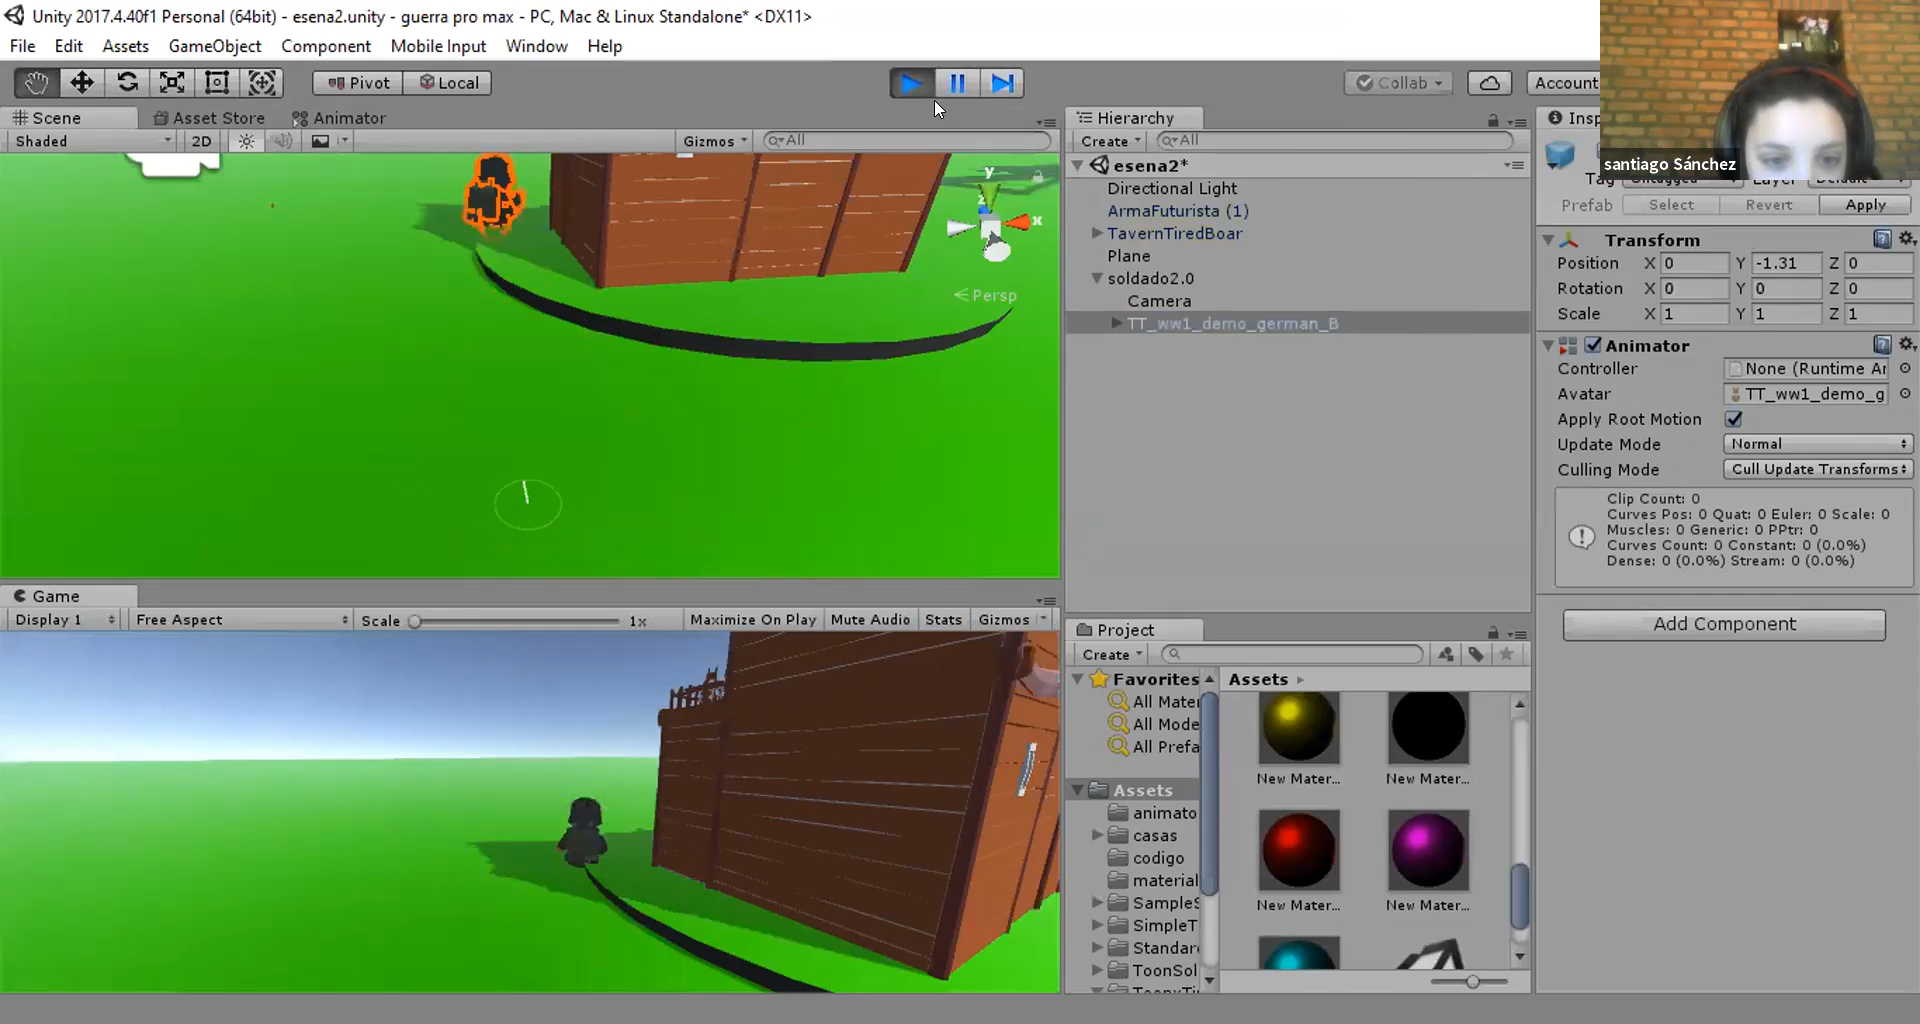 Unity 2017.4.40f1 Personal (64bit) - esena2.unity - guerra pro max - PC, Mac & Linux Standalone* <DX11>
File Edit Assets GameObject Component Mobile Input Window Help
Pivot Local Collab Account
Scene Asset Store Animator
Shaded 2D Gizmos All
y
z
x
Persp
Hierarchy
Create All
esena2*
Directional Light
ArmaFuturista (1)
TavernTiredBoar
Plane
soldado2.0
Camera
TT_ww1_demo_german_B
santiago Sánchez
Insp
Tag Untagged Layer Default
Prefab Select Revert Apply
Transform
Position X 0 Y -1.31 Z 0
Rotation X 0 Y 0 Z 0
Scale X 1 Y 1 Z 1
Animator
Controller None (Runtime Ar
Avatar TT_ww1_demo_g
Apply Root Motion
Update Mode Normal
Culling Mode Cull Update Transforms
Clip Count: 0
Curves Pos: 0 Quat: 0 Euler: 0 Scale: 0
Muscles: 0 Generic: 0 PPtr: 0
Curves Count: 0 Constant: 0 (0.0%)
Dense: 0 (0.0%) Stream: 0 (0.0%)
Add Component
Game
Display 1 Free Aspect Scale 1x Maximize On Play Mute Audio Stats Gizmos
Project
Create
Favorites
All Mater
All Mode
All Prefa
Assets
animato
casas
codigo
material
SampleS
SimpleT
Standar
ToonSol
Assets
New Mater... New Mater...
New Mater... New Mater...